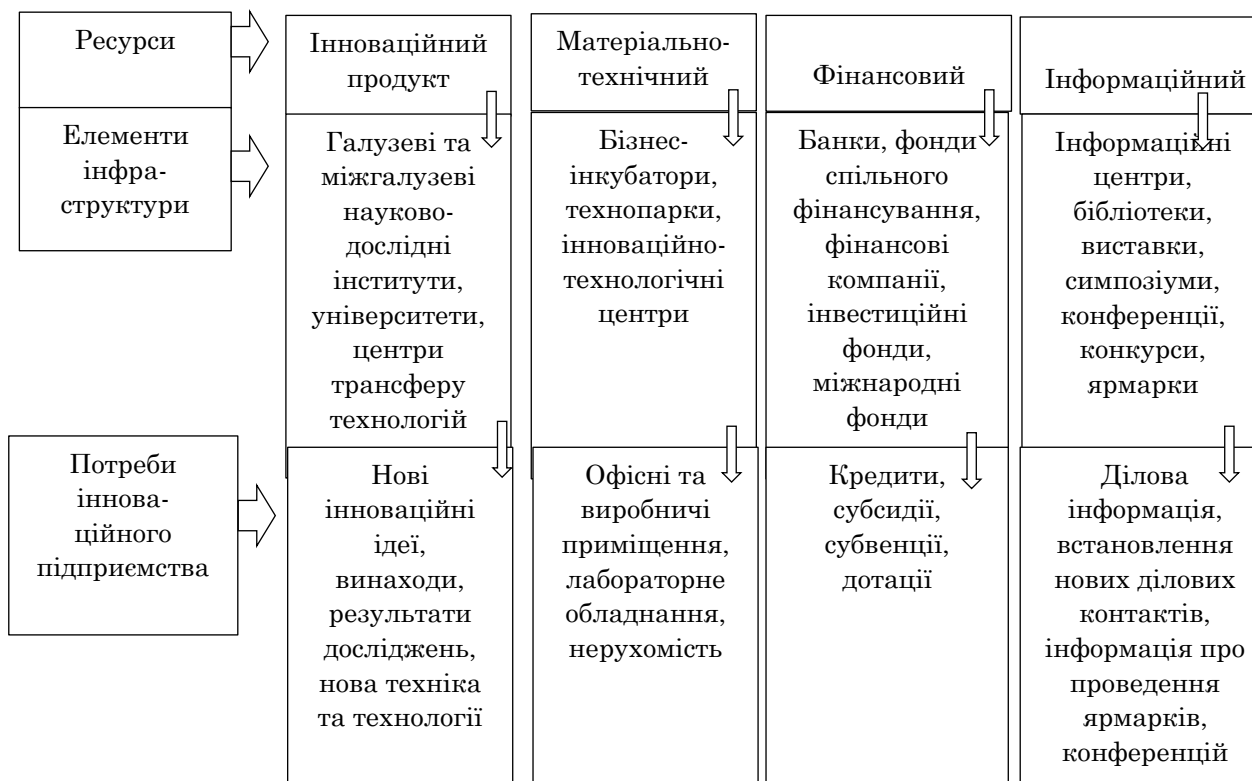 Ресурси
Інноваційний
продукт
Матеріально-
технічний
Фінансовий
Інформаційний
Елементи
інфра-
структури
Галузеві та
міжгалузеві
науково-
дослідні
інститути,
університети,
центри
трансферу
технологій
Бізнес-
інкубатори,
технопарки,
інноваційно-
технологічні
центри
Банки, фонди
спільного
фінансування,
фінансові
компанії,
інвестиційні
фонди,
міжнародні
фонди
Інформаційні
центри,
бібліотеки,
виставки,
симпозіуми,
конференції,
конкурси,
ярмарки
Потреби
іннова-
ційного
підприємства
Нові
інноваційні
ідеї,
винаходи,
результати
досліджень,
нова техніка
та технології
Офісні та
виробничі
приміщення,
лабораторне
обладнання,
нерухомість
Кредити,
субсидії,
субвенції,
дотації
Ділова
інформація,
встановлення
нових ділових
контактів,
інформація про
проведення
ярмарків,
конференцій